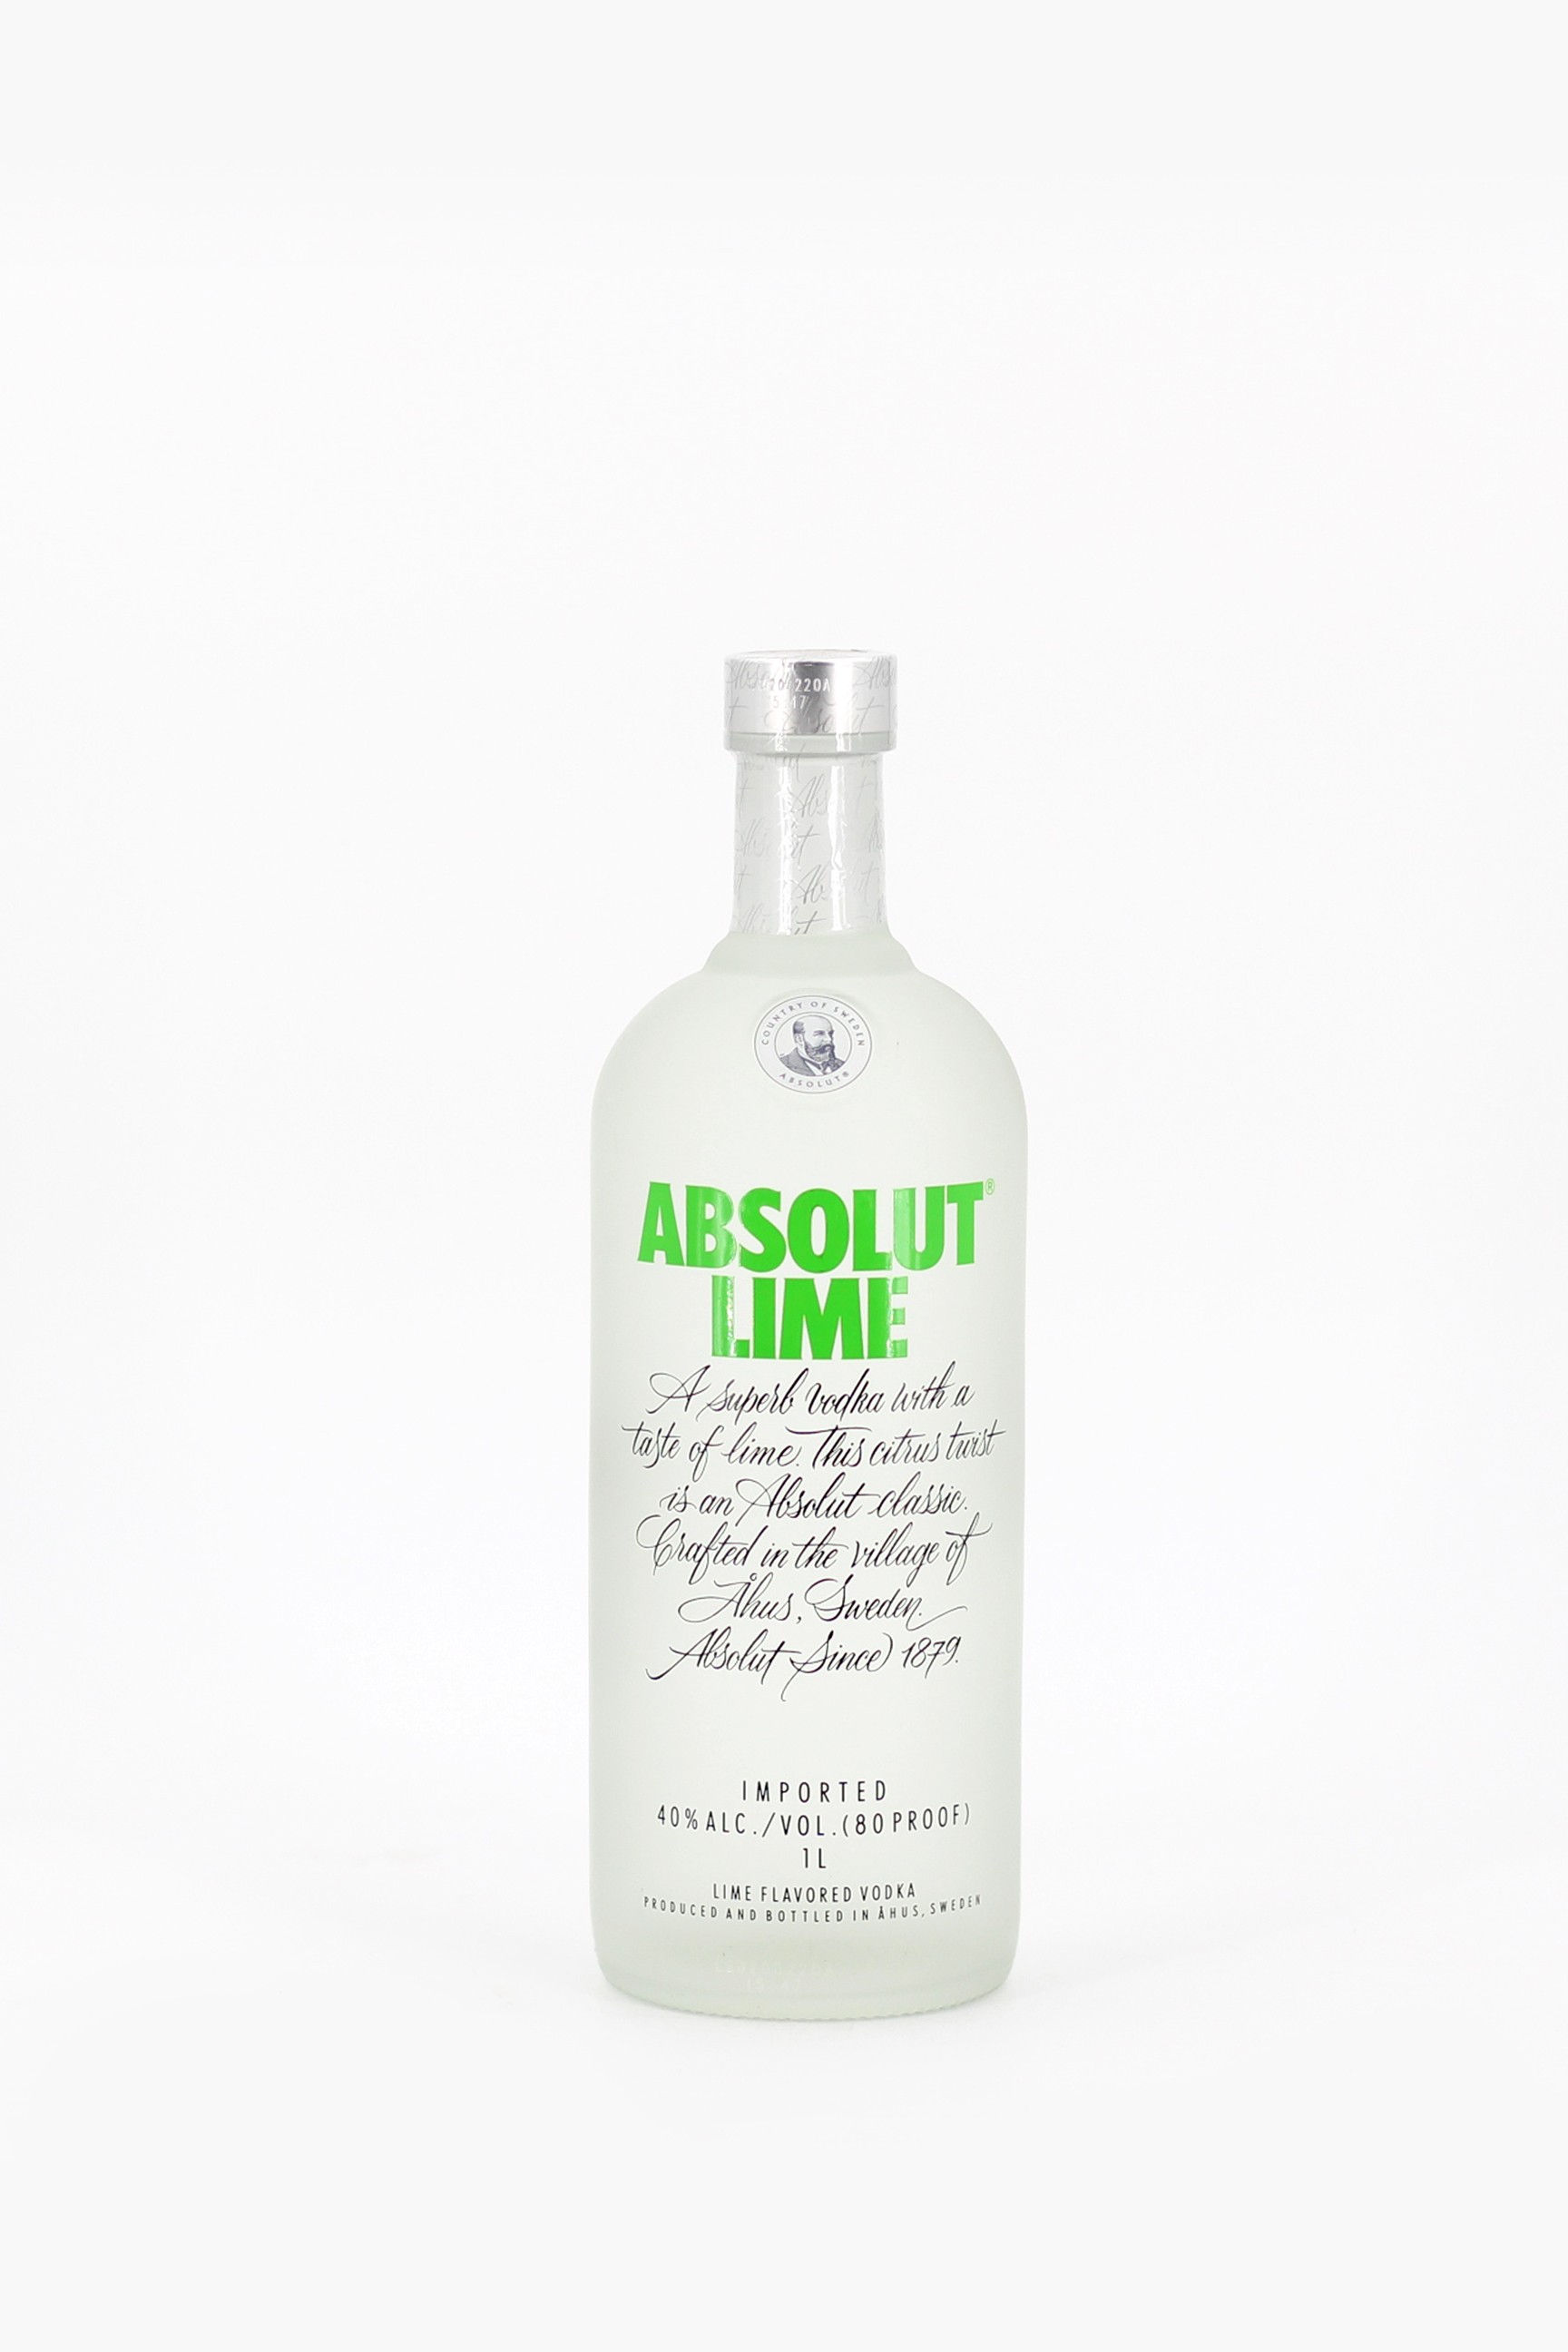 220A
COUNTRY OF SWEDEN
ABSOLUT®
ABSOLUT®
LIME
A superb vodka with a
taste of lime. This citrus twist
is an Absolut classic.
Crafted in the village of
Åhus, Sweden.
Absolut Since 1879.
IMPORTED
40% ALC./VOL. (80 PROOF)
1 L
LIME FLAVORED VODKA
PRODUCED AND BOTTLED IN ÅHUS, SWEDEN